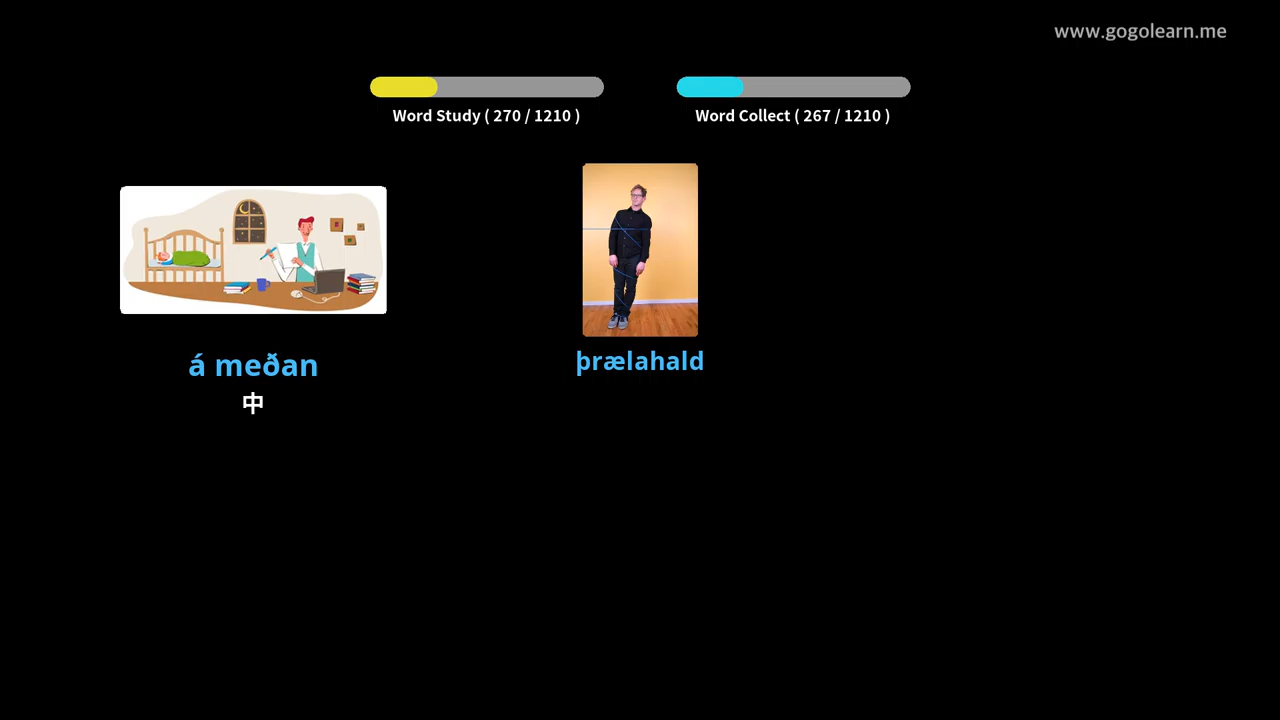 www.gogolearn.me
Word Study ( 270 / 1210 )
Word Collect ( 267 / 1210 )
á meðan
中
þrælahald